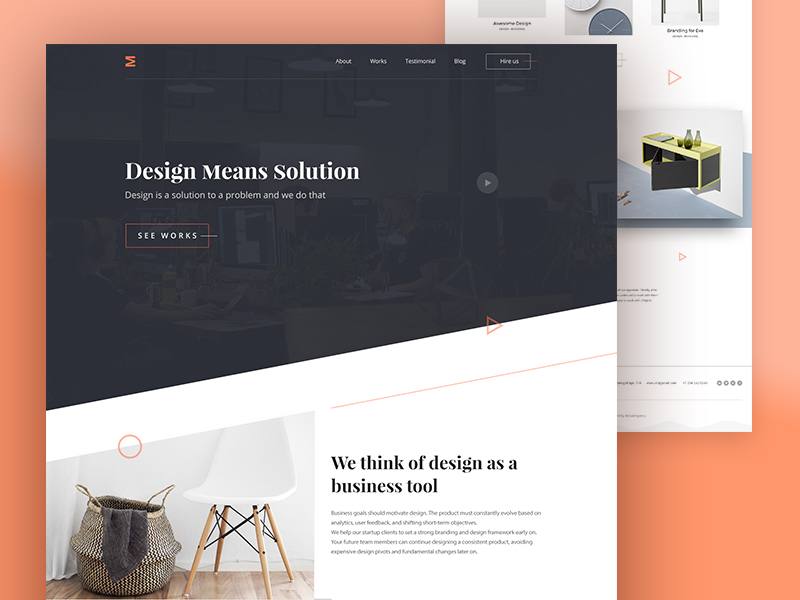 M
About Works Testimonial Blog Hire us
Design Means Solution
Design is a solution to a problem and we do that
SEE WORKS
We think of design as a
business tool
Business goals should motivate design. The product must constantly evolve based on
analytics, user feedback, and shifting short-term objectives.
We help our startup clients to set a strong branding and design framework early on.
Your future team members can continue designing a consistent product, avoiding
expensive design pivots and fundamental changes later on.
Awesome Design
Branding for Eva